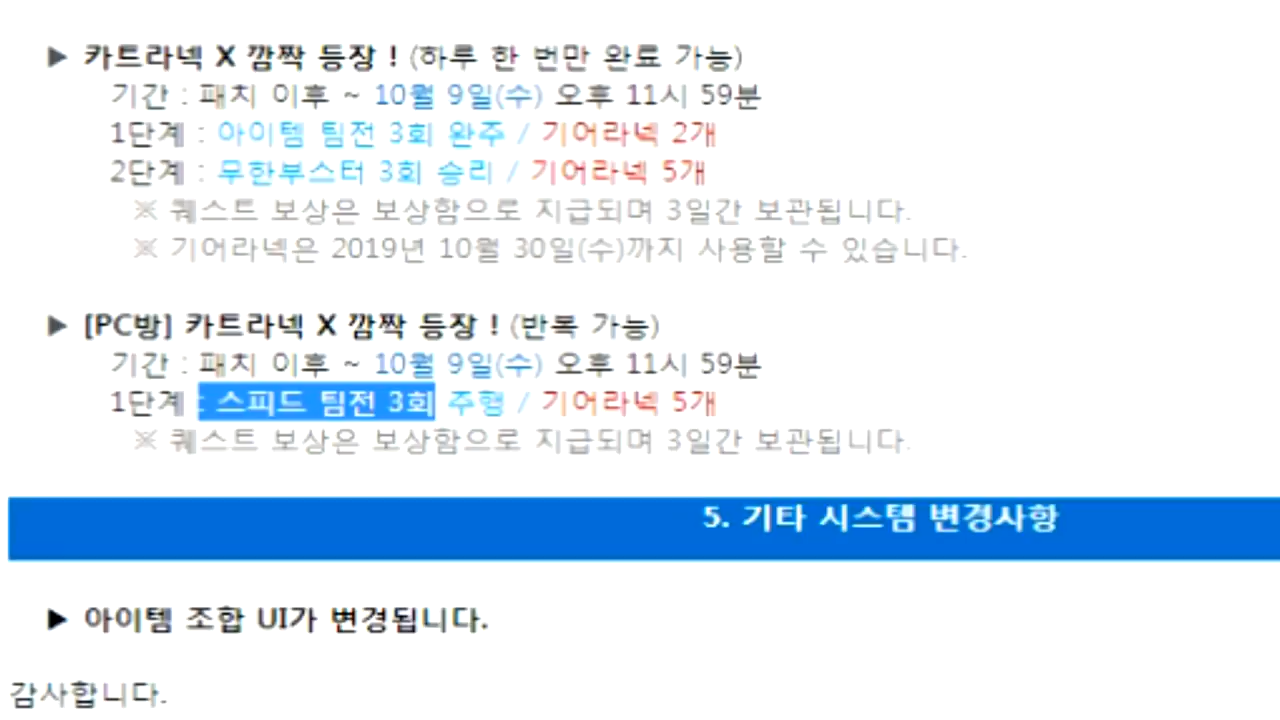 ▶ 카트라넥 X 깜짝 등장 ! (하루 한 번만 완료 가능)
기간 : 패치 이후 ~ 10월 9일(수) 오후 11시 59분
1단계 : 아이템 팀전 3회 완주 / 기어라넥 2개
2단계 : 무한부스터 3회 승리 / 기어라넥 5개
※ 퀘스트 보상은 보상함으로 지급되며 3일간 보관됩니다.
※ 기어라넥은 2019년 10월 30일(수)까지 사용할 수 있습니다.
▶ [PC방] 카트라넥 X 깜짝 등장 ! (반복 가능)
기간 : 패치 이후 ~ 10월 9일(수) 오후 11시 59분
1단계 : 스피드 팀전 3회 주행 / 기어라넥 5개
※ 퀘스트 보상은 보상함으로 지급되며 3일간 보관됩니다.
5. 기타 시스템 변경사항
▶ 아이템 조합 UI가 변경됩니다.
감사합니다.